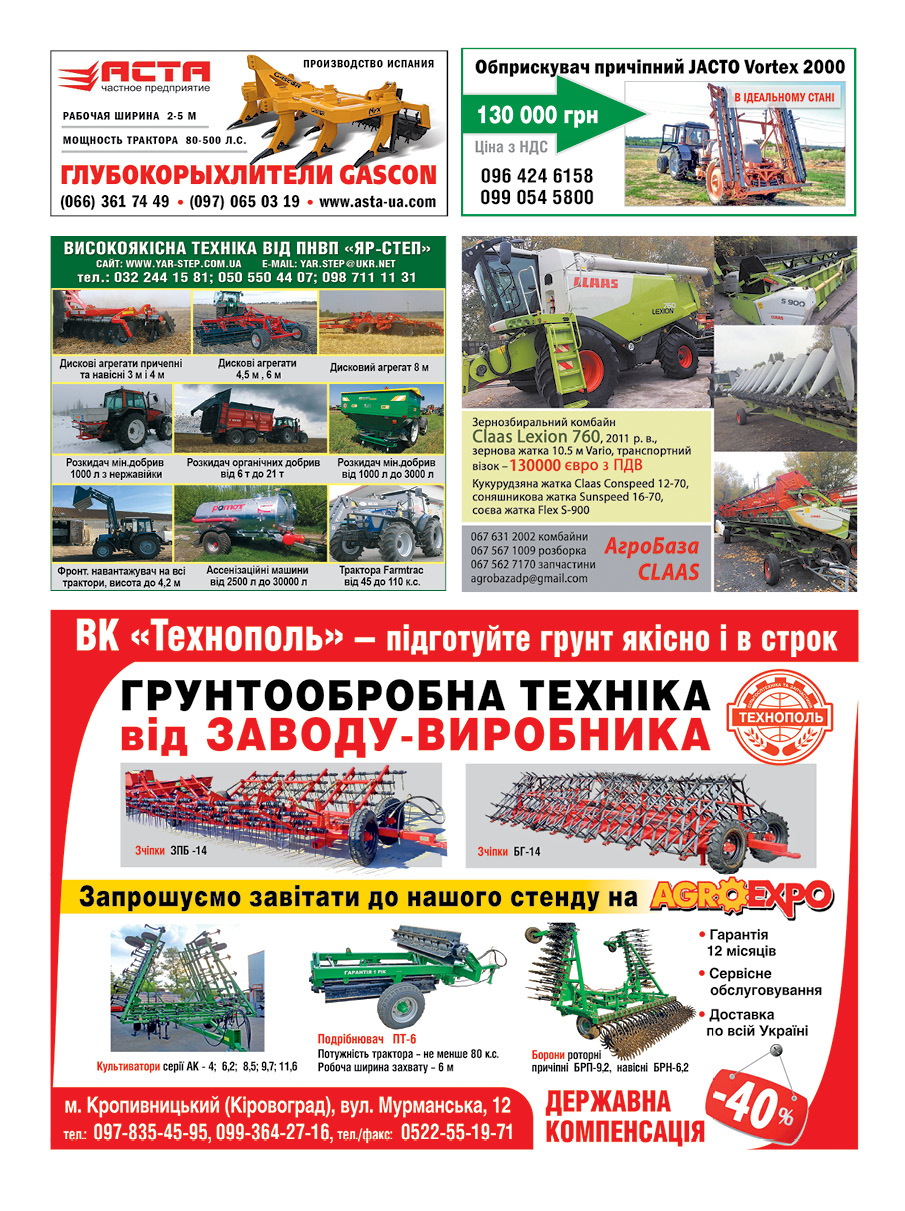 АСТА
частное предприятие
ПРОИЗВОДСТВО ИСПАНИЯ
РАБОЧАЯ ШИРИНА 2-5 М
МОЩНОСТЬ ТРАКТОРА 80-500 Л.С.
ГЛУБОКОРЫХЛИТЕЛИ GASCON
(066) 361 74 49 • (097) 065 03 19 • www.asta-ua.com
Обприскувач причіпний JACTO Vortex 2000
130 000 грн
Ціна з НДС
096 424 6158
099 054 5800
В ІДЕАЛЬНОМУ СТАНІ
ВИСОКОЯКІСНА ТЕХНІКА ВІД ПНВП «ЯР-СТЕП»
САЙТ: WWW.YAR-STEP.COM.UA E-MAIL: YAR.STEP@UKR.NET
тел.: 032 244 15 81; 050 550 44 07; 098 711 11 31
Дискові агрегати причепні
та навісні 3 м і 4 м
Дискові агрегати
4,5 м , 6 м
Дисковий агрегат 8 м
Розкидач мін.добрив
1000 л з нержавійки
Розкидач органічних добрив
від 6 т до 21 т
Розкидач мін.добрив
від 1000 л до 3000 л
pomot
Фронт. навантажувач на всі
трактори, висота до 4,2 м
Ассенізаційні машини
від 2500 л до 30000 л
Трактора Farmtrac
від 45 до 110 к.с.
CLAAS
760
LEXION
S 900
CLAAS
Зернозбиральний комбайн
Claas Lexion 760, 2011 р. в.,
зернова жатка 10.5 м Vario, транспортний
візок – 130000 євро з ПДВ
Кукурудзяна жатка Claas Conspeed 12-70,
соняшникова жатка Sunspeed 16-70,
соєва жатка Flex S-900
067 631 2002 комбайни
067 567 1009 розборка
067 562 7170 запчастини
agrobazadp@gmail.com
АгроБаза
CLAAS
ВК «Технополь» – підготуйте грунт якісно і в строк
ГРУНТООБРОБНА ТЕХНІКА
від ЗАВОДУ-ВИРОБНИКА
ТЕХНОПОЛЬ
Зчіпки ЗПБ -14
Зчіпки БГ-14
Запрошуємо завітати до нашого стенду на AGROEXPO
ГАРАНТІЯ 1 РІК
• Гарантія
12 місяців
• Сервісне
обслуговування
• Доставка
по всій Україні
Культиватори серії АК - 4; 6,2; 8,5; 9,7; 11,6
Подрібнювач ПТ-6
Потужність трактора – не менше 80 к.с.
Робоча ширина захвату – 6 м
Борони роторні
причіпні БРП-9,2, навісні БРН-6,2
м. Кропивницький (Кіровоград), вул. Мурманська, 12
тел.: 097-835-45-95, 099-364-27-16, тел./факс: 0522-55-19-71
ДЕРЖАВНА
КОМПЕНСАЦІЯ
-40%